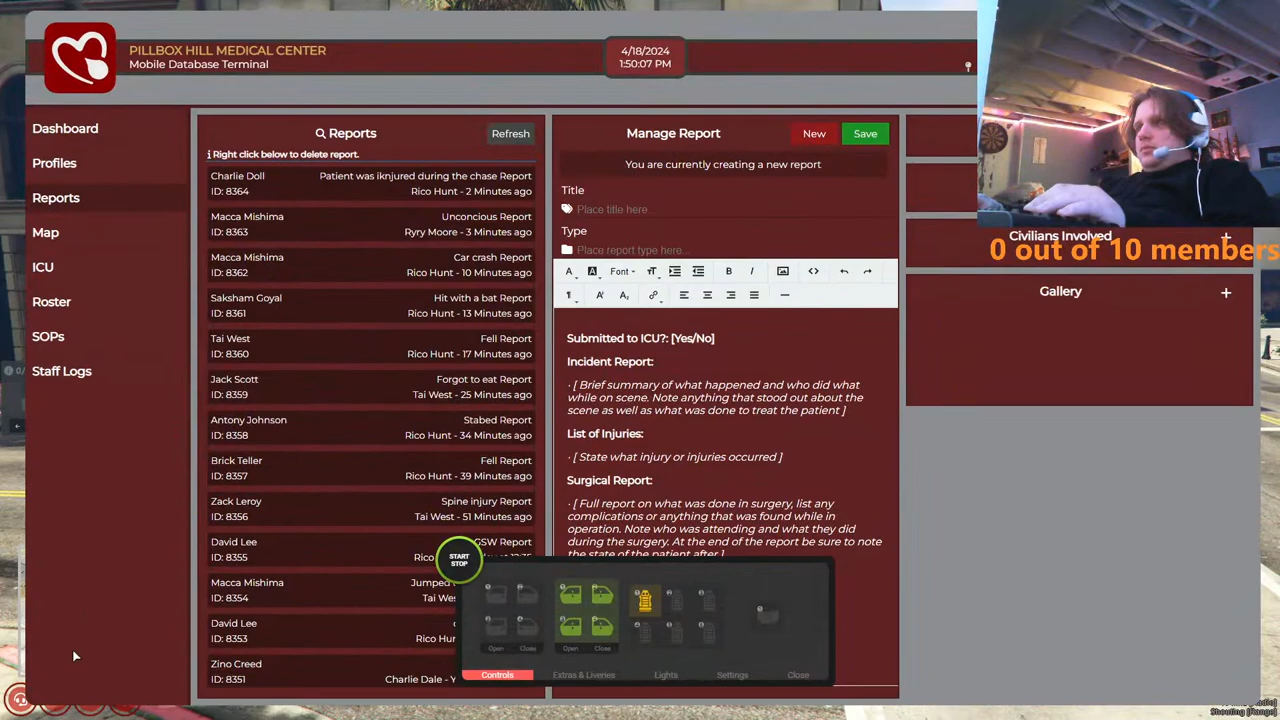 PILLBOX HILL MEDICAL CENTER
Mobile Database Terminal
4/18/2024
1:50:07 PM
Dashboard
Profiles
Reports
Map
ICU
Roster
SOPs
Staff Logs
Reports
Refresh
Right click below to delete report.
Charlie Doll Patient was iknjured during the chase Report
ID: 8364 Rico Hunt - 2 Minutes ago
Macca Mishima Unconcious Report
ID: 8363 Ryry Moore - 3 Minutes ago
Macca Mishima Car crash Report
ID: 8362 Rico Hunt - 10 Minutes ago
Saksham Goyal Hit with a bat Report
ID: 8361 Rico Hunt - 13 Minutes ago
Tai West Fell Report
ID: 8360 Rico Hunt - 17 Minutes ago
Jack Scott Forgot to eat Report
ID: 8359 Tai West - 25 Minutes ago
Antony Johnson Stabed Report
ID: 8358 Rico Hunt - 34 Minutes ago
Brick Teller Fell Report
ID: 8357 Rico Hunt - 39 Minutes ago
Zack Leroy Spine injury Report
ID: 8356 Tai West - 51 Minutes ago
David Lee GSW Report
ID: 8355 Rico
Macca Mishima Jumped
ID: 8354 Tai Wes
David Lee
ID: 8353 Rico H
Zino Creed
ID: 8351 Charlie Dale - Y
Manage Report
New
Save
You are currently creating a new report
Title
Place title here...
Type
Place report type here...
Font
Submitted to ICU?: [Yes/No]
Incident Report:
· [ Brief summary of what happened and who did what
while on scene. Note anything that stood out about the
scene as well as what was done to treat the patient ]
List of Injuries:
· [ State what injury or injuries occurred ]
Surgical Report:
· [ Full report on what was done in surgery, list any
complications or anything that was found while in
operation. Note who was attending and what they did
during the surgery. At the end of the report be sure to note
the state of the patient after ]
Civilians Involved +
0 out of 10 members
Gallery +
START
STOP
Open Close Open Close
Controls Extras & Liveries Lights Settings Close
Shouting [Range]